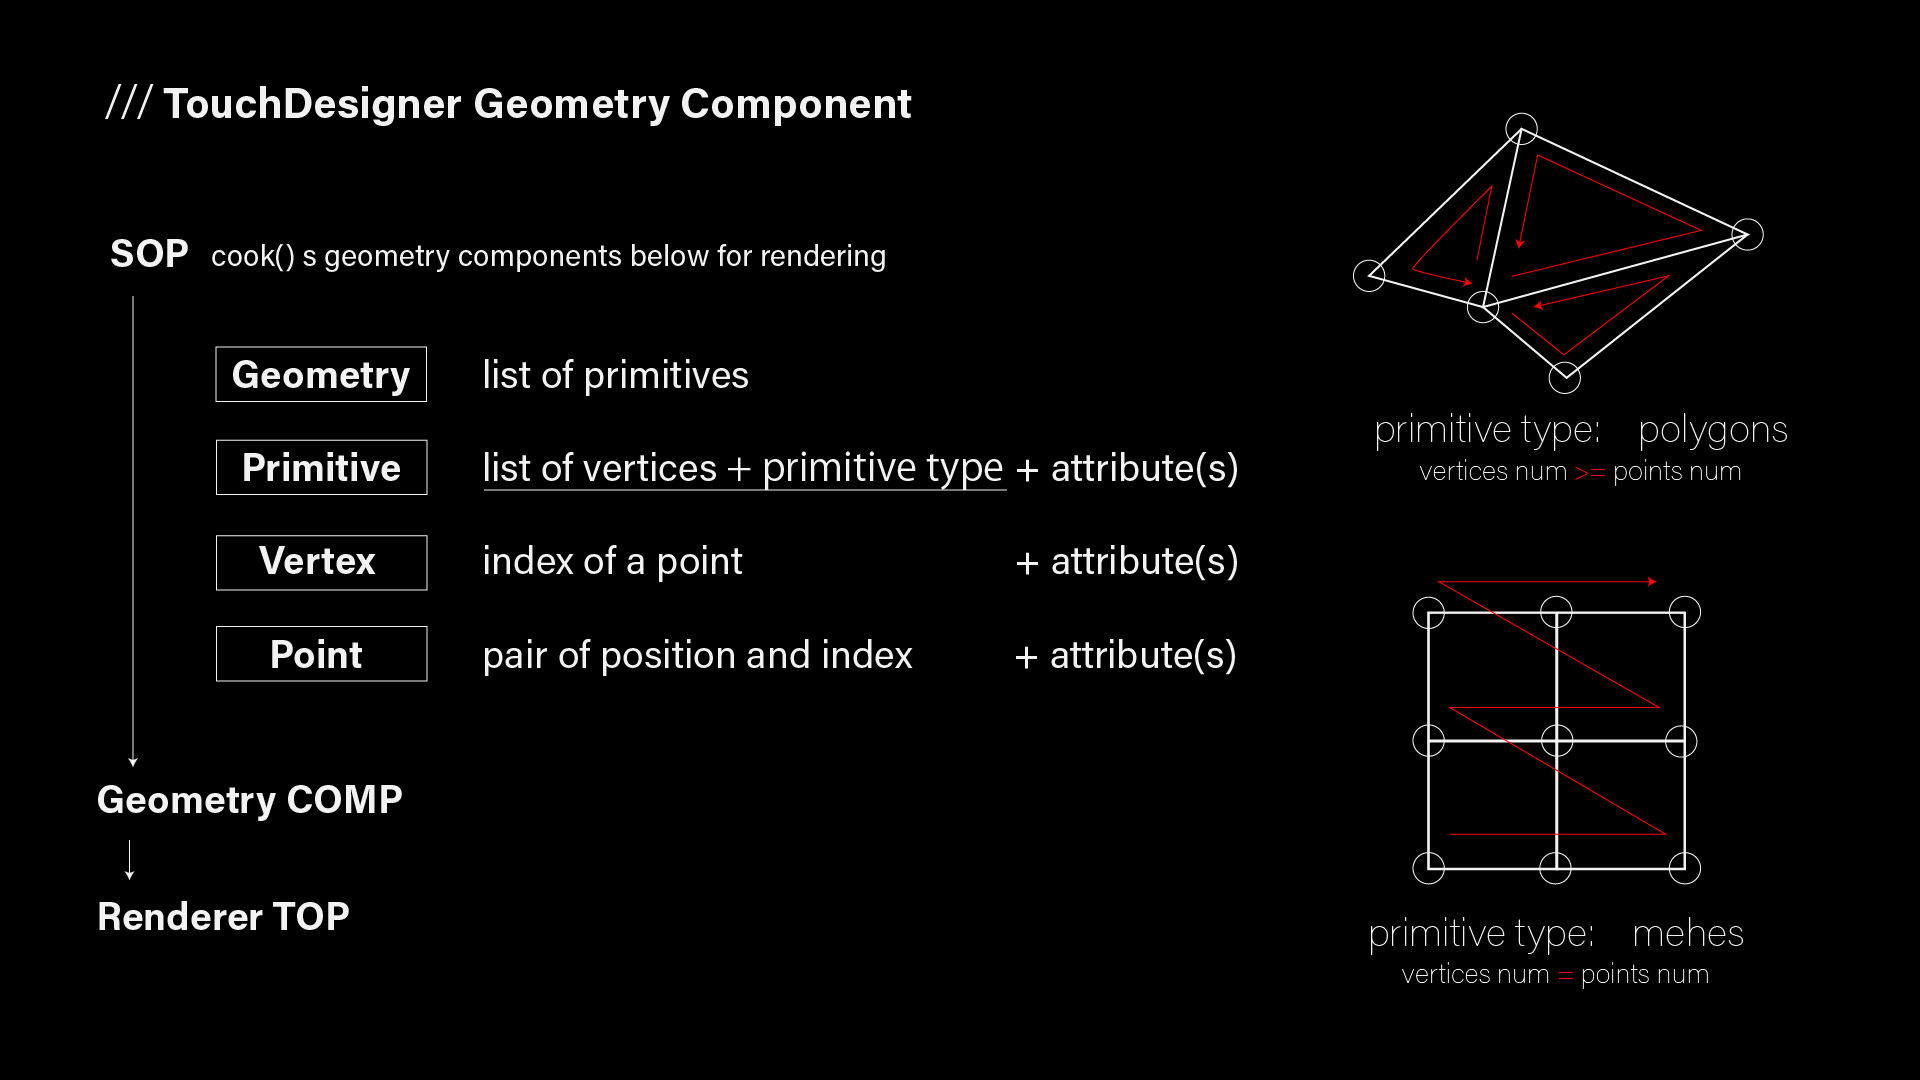 /// TouchDesigner Geometry Component
SOP cook() s geometry components below for rendering
Geometry list of primitives
Primitive list of vertices + primitive type + attribute(s)
Vertex index of a point + attribute(s)
Point pair of position and index + attribute(s)
Geometry COMP
Renderer TOP
primitive type: polygons
vertices num >= points num
primitive type: mehes
vertices num = points num